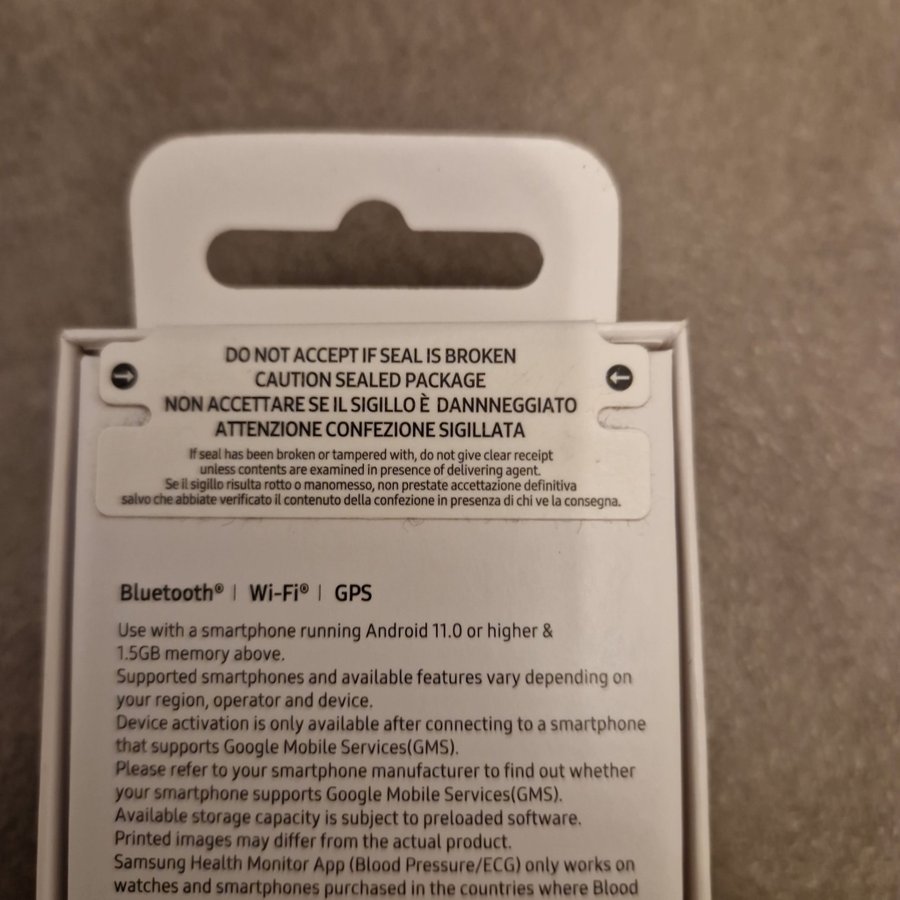 DO NOT ACCEPT IF SEAL IS BROKEN
CAUTION SEALED PACKAGE
NON ACCETTARE SE IL SIGILLO È DANNNEGGIATO
ATTENZIONE CONFEZIONE SIGILLATA
If seal has been broken or tampered with, do not give clear receipt
unless contents are examined in presence of delivering agent.
Se il sigillo risulta rotto o manomesso, non prestate accettazione definitiva
salvo che abbiate verificato il contenuto della confezione in presenza di chi ve la consegna.
Bluetooth® | Wi-Fi® | GPS
Use with a smartphone running Android 11.0 or higher &
1.5GB memory above.
Supported smartphones and available features vary depending on
your region, operator and device.
Device activation is only available after connecting to a smartphone
that supports Google Mobile Services(GMS).
Please refer to your smartphone manufacturer to find out whether
your smartphone supports Google Mobile Services(GMS).
Available storage capacity is subject to preloaded software.
Printed images may differ from the actual product.
Samsung Health Monitor App (Blood Pressure/ECG) only works on
watches and smartphones purchased in the countries where Blood